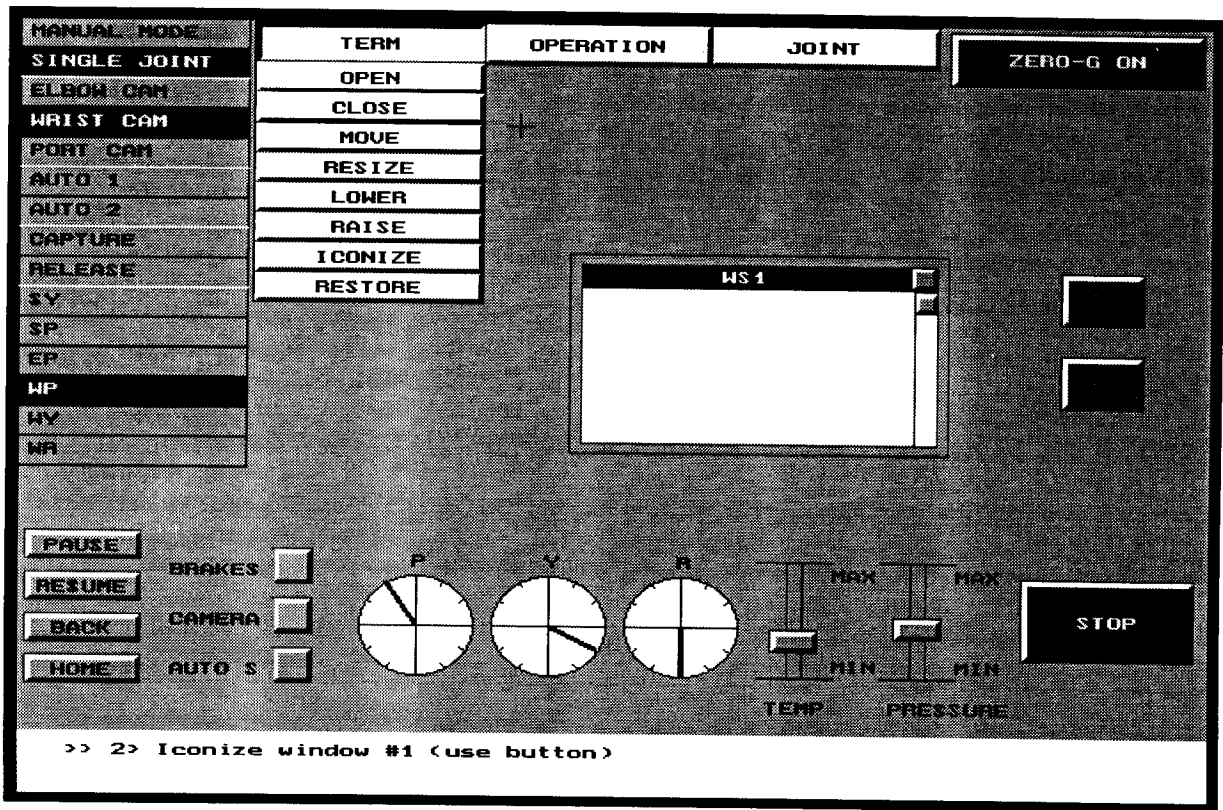 MANUAL MODE
SINGLE JOINT
ELBOW CAM
WRIST CAM
PORT CAM
AUTO 1
AUTO 2
CAPTURE
RELEASE
SY
SP
EP
WP
WY
WR
TERM
OPERATION
JOINT
OPEN
CLOSE
MOVE
RESIZE
LOWER
RAISE
ICONIZE
RESTORE
ZERO-G ON
WS1
PAUSE
RESUME
BACK
HOME
BRAKES
CAMERA
AUTO S
P
Y
R
MAX
MIN
TEMP
MAX
MIN
PRESSURE
STOP
>> 2> Iconize window #1 (use button)